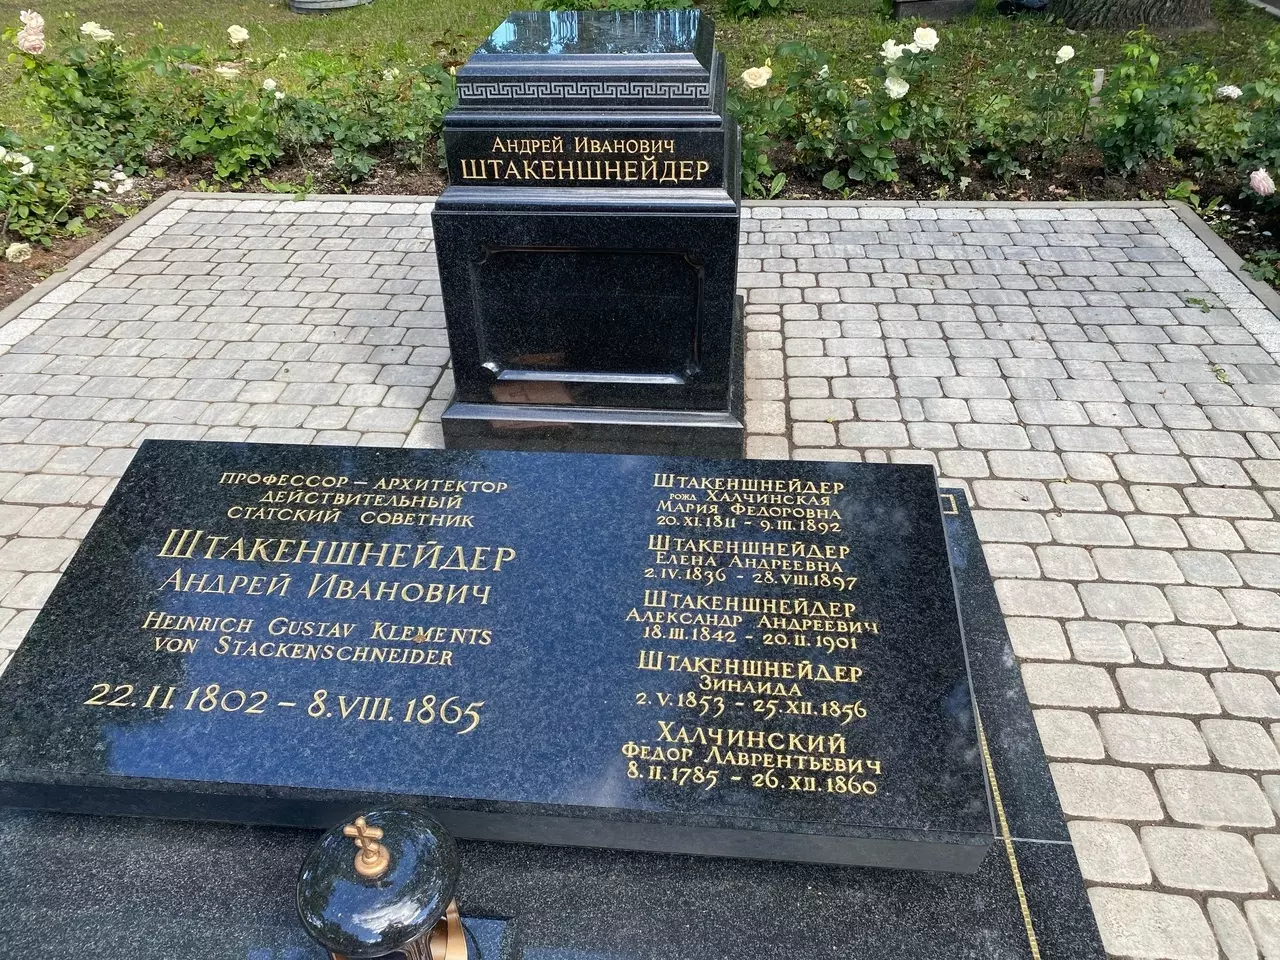 Андрей Иванович
ШТАКЕНШНЕЙДЕР
ПРОФЕССОР – АРХИТЕКТОР
ДЕЙСТВИТЕЛЬНЫЙ
СТАТСКИЙ СОВЕТНИК
ШТАКЕНШНЕЙДЕР
АНДРЕЙ ИВАНОВИЧ
HEINRICH GUSTAV KLEMENTS
VON STACKENSCHNEIDER
22.II.1802 – 8.VIII.1865
ШТАКЕНШНЕЙДЕР
РОЖД ХАЛЧИНСКАЯ
МАРИЯ ФЕДОРОВНА
20.XI.1811 – 9.III.1892
ШТАКЕНШНЕЙДЕР
ЕЛЕНА АНДРЕЕВНА
2.IV.1836 – 28.VIII.1897
ШТАКЕНШНЕЙДЕР
АЛЕКСАНДР АНДРЕЕВИЧ
18.III.1842 – 20.II.1901
ШТАКЕНШНЕЙДЕР
ЗИНАИДА
2.V.1853 – 25.XII.1856
ХАЛЧИНСКИЙ
ФЕДОР ЛАВРЕНТЬЕВИЧ
8.II.1785 – 26.XII.1860